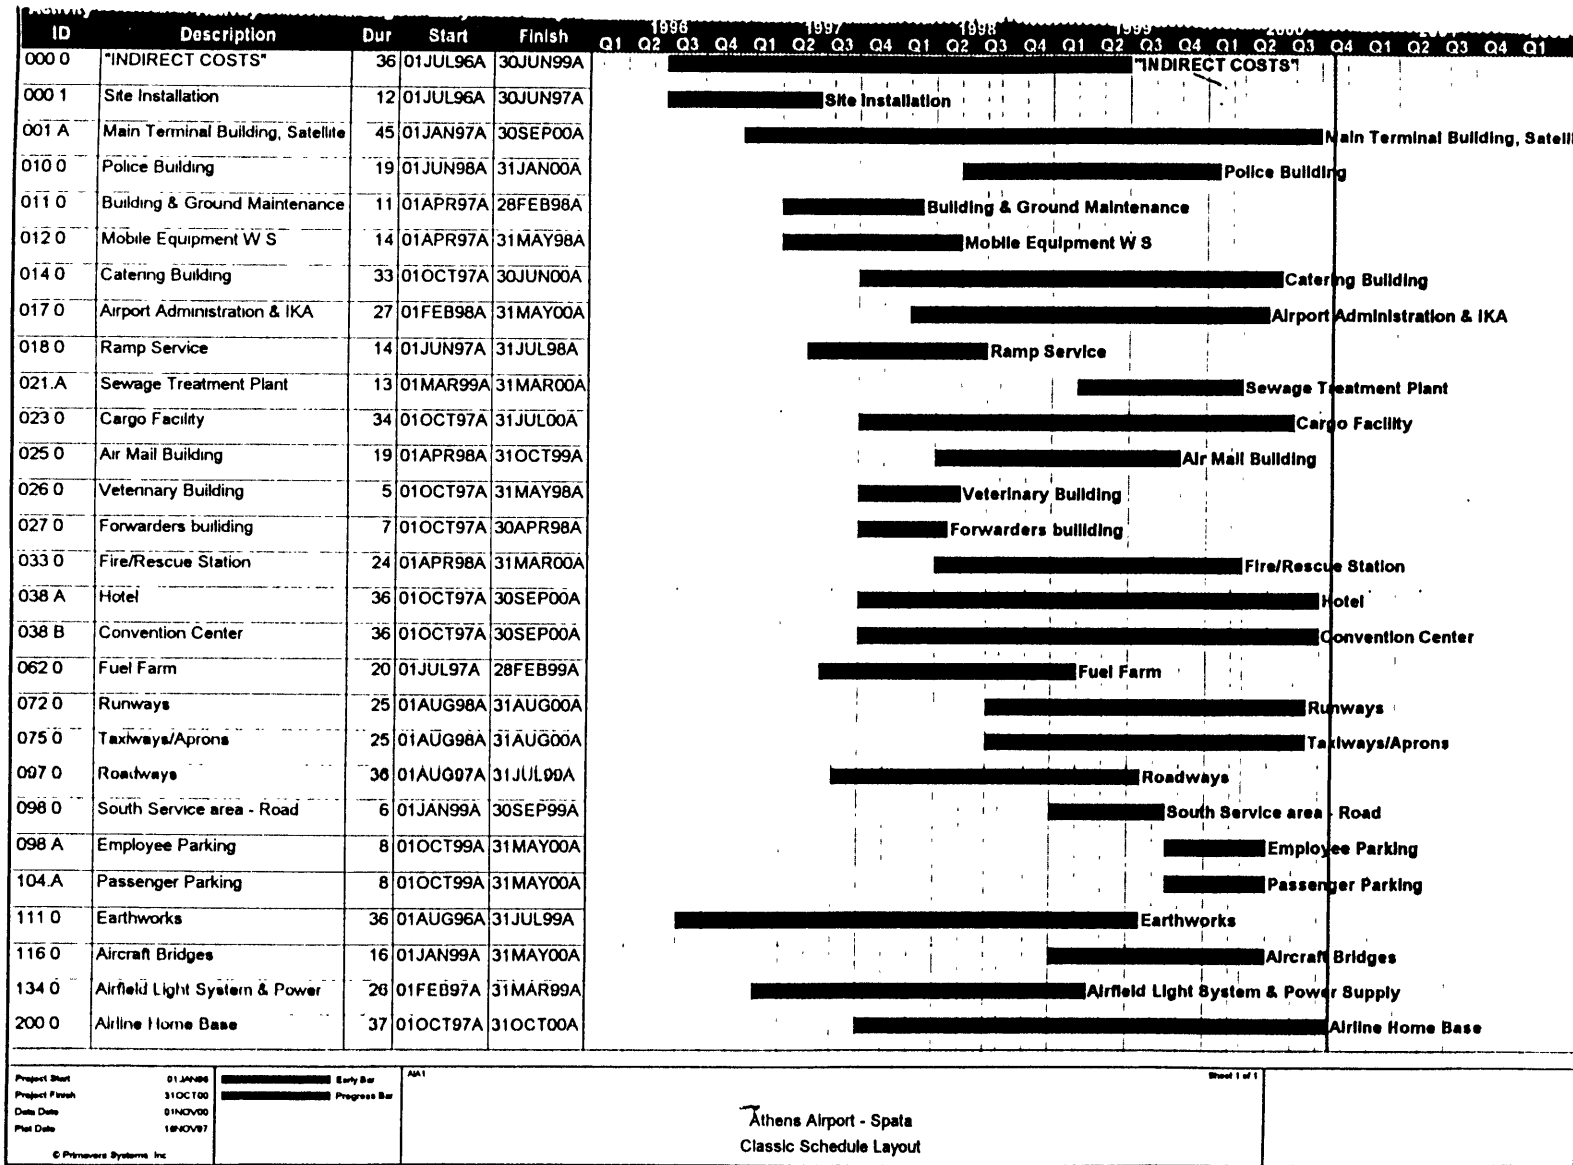 Activity
ID Description Dur Start Finish
1996 1997 1998 1999 2000
Q1 Q2 Q3 Q4 Q1 Q2 Q3 Q4 Q1 Q2 Q3 Q4 Q1 Q2 Q3 Q4 Q1 Q2 Q3 Q4 Q1 Q2 Q3 Q4 Q1
000 0 "INDIRECT COSTS" 36 01JUL96A 30JUN99A "INDIRECT COSTS"
000 1 Site Installation 12 01JUL96A 30JUN97A Site Installation
001 A Main Terminal Building, Satellite 45 01JAN97A 30SEP00A Main Terminal Building, Satell
010 0 Police Building 19 01JUN98A 31JAN00A Police Building
011 0 Building & Ground Maintenance 11 01APR97A 28FEB98A Building & Ground Maintenance
012 0 Mobile Equipment W S 14 01APR97A 31MAY98A Mobile Equipment W S
014 0 Catering Building 33 01OCT97A 30JUN00A Catering Building
017 0 Airport Administration & IKA 27 01FEB98A 31MAY00A Airport Administration & IKA
018 0 Ramp Service 14 01JUN97A 31JUL98A Ramp Service
021.A Sewage Treatment Plant 13 01MAR99A 31MAR00A Sewage Treatment Plant
023 0 Cargo Facility 34 01OCT97A 31JUL00A Cargo Facility
025 0 Air Mail Building 19 01APR98A 31OCT99A Air Mail Building
026 0 Veterinary Building 5 01OCT97A 31MAY98A Veterinary Building
027 0 Forwarders builiding 7 01OCT97A 30APR98A Forwarders builiding
033 0 Fire/Rescue Station 24 01APR98A 31MAR00A Fire/Rescue Station
038 A Hotel 36 01OCT97A 30SEP00A Hotel
038 B Convention Center 36 01OCT97A 30SEP00A Convention Center
062 0 Fuel Farm 20 01JUL97A 28FEB99A Fuel Farm
072 0 Runways 25 01AUG98A 31AUG00A Runways
075 0 Taxiways/Aprons 25 01AUG98A 31AUG00A Taxiways/Aprons
097 0 Roadways 36 01AUG97A 31JUL99A Roadways
098 0 South Service area - Road 6 01JAN99A 30SEP99A South Service area - Road
098 A Employee Parking 8 01OCT99A 31MAY00A Employee Parking
104.A Passenger Parking 8 01OCT99A 31MAY00A Passenger Parking
111 0 Earthworks 36 01AUG96A 31JUL99A Earthworks
116 0 Aircraft Bridges 16 01JAN99A 31MAY00A Aircraft Bridges
134 0 Airfield Light System & Power 26 01FEB97A 31MAR99A Airfield Light System & Power Supply
200 0 Airline Home Base 37 01OCT97A 31OCT00A Airline Home Base
Project Start 01JAN96 Early Bar AIA1 Sheet 1 of 1
Project Finish 31OCT00 Progress Bar
Data Date 01NOV00
Plot Date 18NOV97
© Primavera Systems Inc
Athens Airport - Spata
Classic Schedule Layout